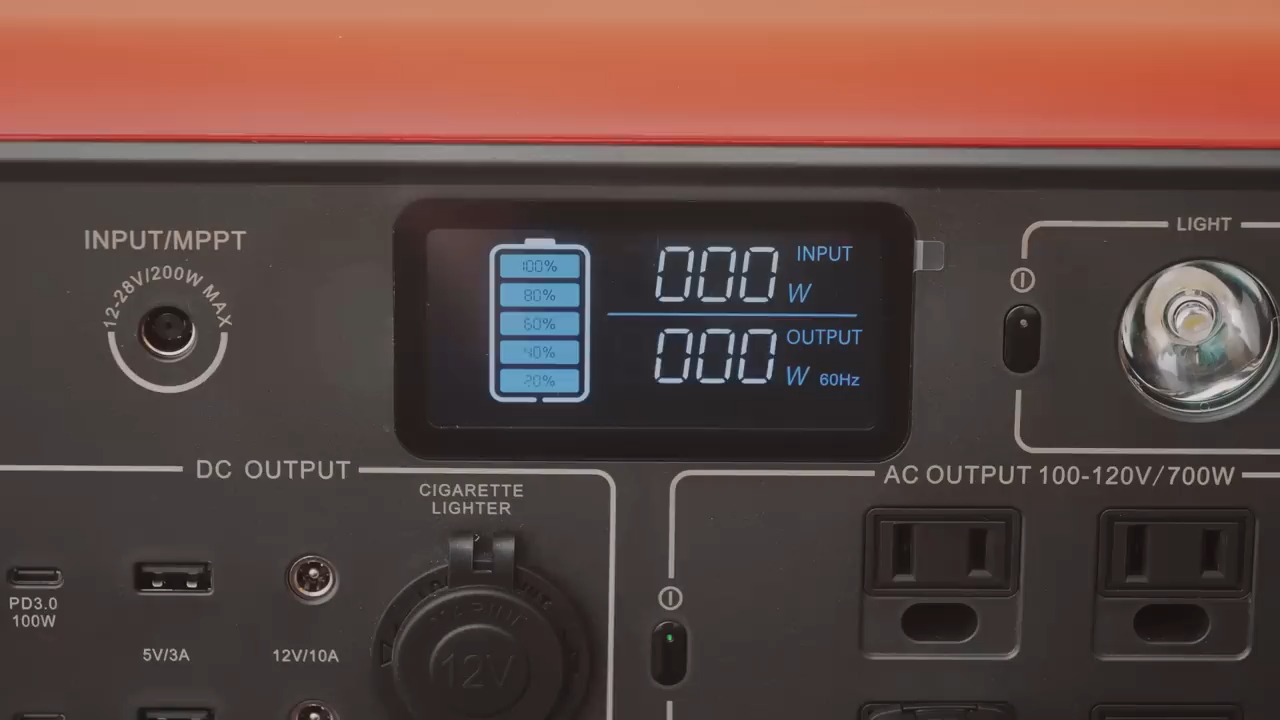 INPUT/MPPT
12-28V/200W MAX
100%
80%
60%
40%
20%
000 INPUT
W
000 OUTPUT
W 60Hz
LIGHT
DC OUTPUT
CIGARETTE
LIGHTER
AC OUTPUT 100-120V/700W
PD3.0
100W
5V/3A
12V/10A
MARINE
12V